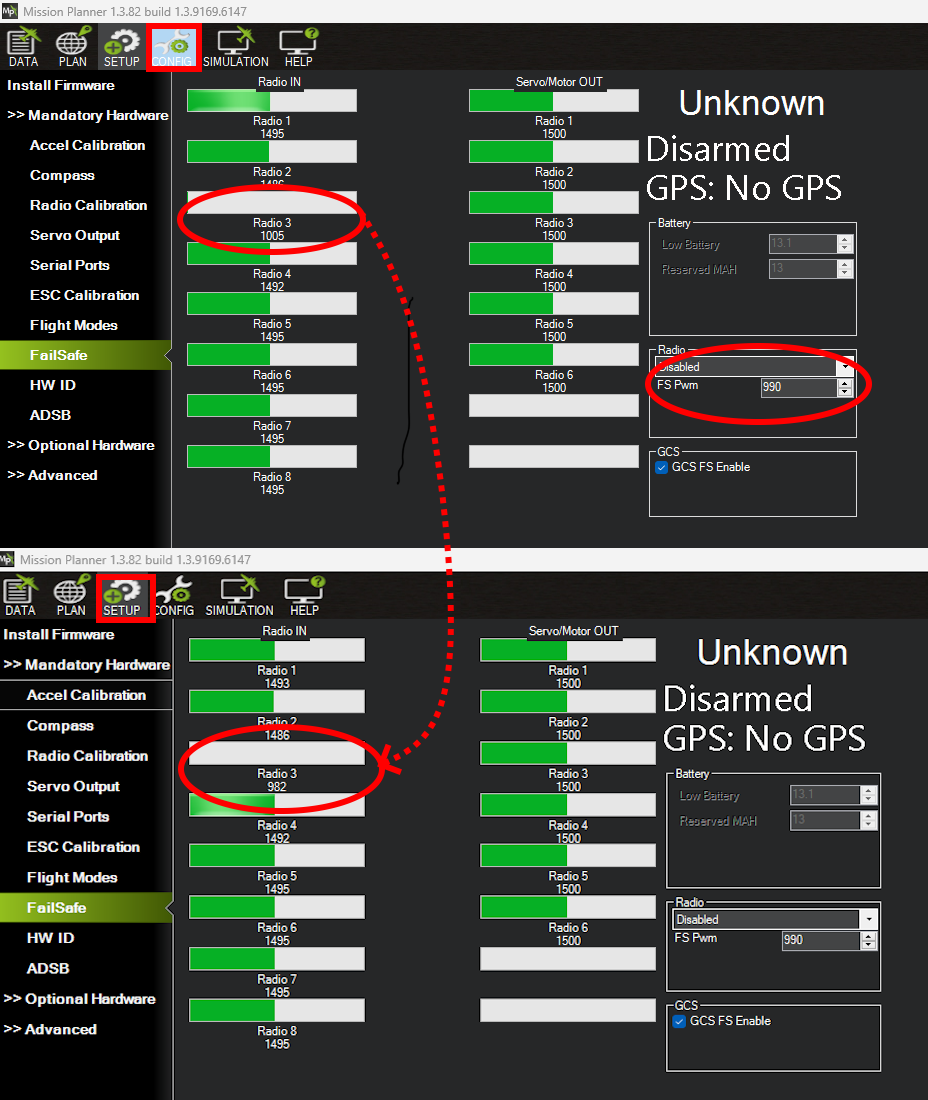 Mission Planner 1.3.82 build 1.3.9169.6147
DATA PLAN SETUP CONFIG SIMULATION HELP
Install Firmware
>> Mandatory Hardware
Accel Calibration
Compass
Radio Calibration
Servo Output
Serial Ports
ESC Calibration
Flight Modes
FailSafe
HW ID
ADSB
>> Optional Hardware
>> Advanced
Radio IN
Radio 1
1495
Radio 2
1486
Radio 3
1005
Radio 4
1492
Radio 5
1495
Radio 6
1495
Radio 7
1495
Radio 8
1495
Servo/Motor OUT
Radio 1
1500
Radio 2
1500
Radio 3
1500
Radio 4
1500
Radio 5
1500
Radio 6
1500
Unknown
Disarmed
GPS: No GPS
Battery
Low Battery 13.1
Reserved MAH 13
Radio
Disabled
FS Pwm 990
GCS
GCS FS Enable
Mission Planner 1.3.82 build 1.3.9169.6147
DATA PLAN SETUP CONFIG SIMULATION HELP
Install Firmware
>> Mandatory Hardware
Accel Calibration
Compass
Radio Calibration
Servo Output
Serial Ports
ESC Calibration
Flight Modes
FailSafe
HW ID
ADSB
>> Optional Hardware
>> Advanced
Radio IN
Radio 1
1493
Radio 2
1486
Radio 3
982
Radio 4
1492
Radio 5
1495
Radio 6
1495
Radio 7
1495
Radio 8
1495
Servo/Motor OUT
Radio 1
1500
Radio 2
1500
Radio 3
1500
Radio 4
1500
Radio 5
1500
Radio 6
1500
Unknown
Disarmed
GPS: No GPS
Battery
Low Battery 13.1
Reserved MAH 13
Radio
Disabled
FS Pwm 990
GCS
GCS FS Enable